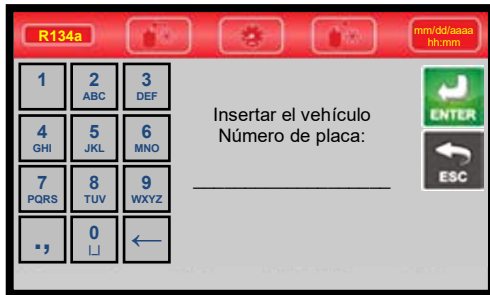 R134a
mm/dd/aaaa
hh:mm
1
2
ABC
3
DEF
4
GHI
5
JKL
6
MNO
7
PQRS
8
TUV
9
WXYZ
.,
0
Insertar el vehículo
Número de placa:
ENTER
ESC